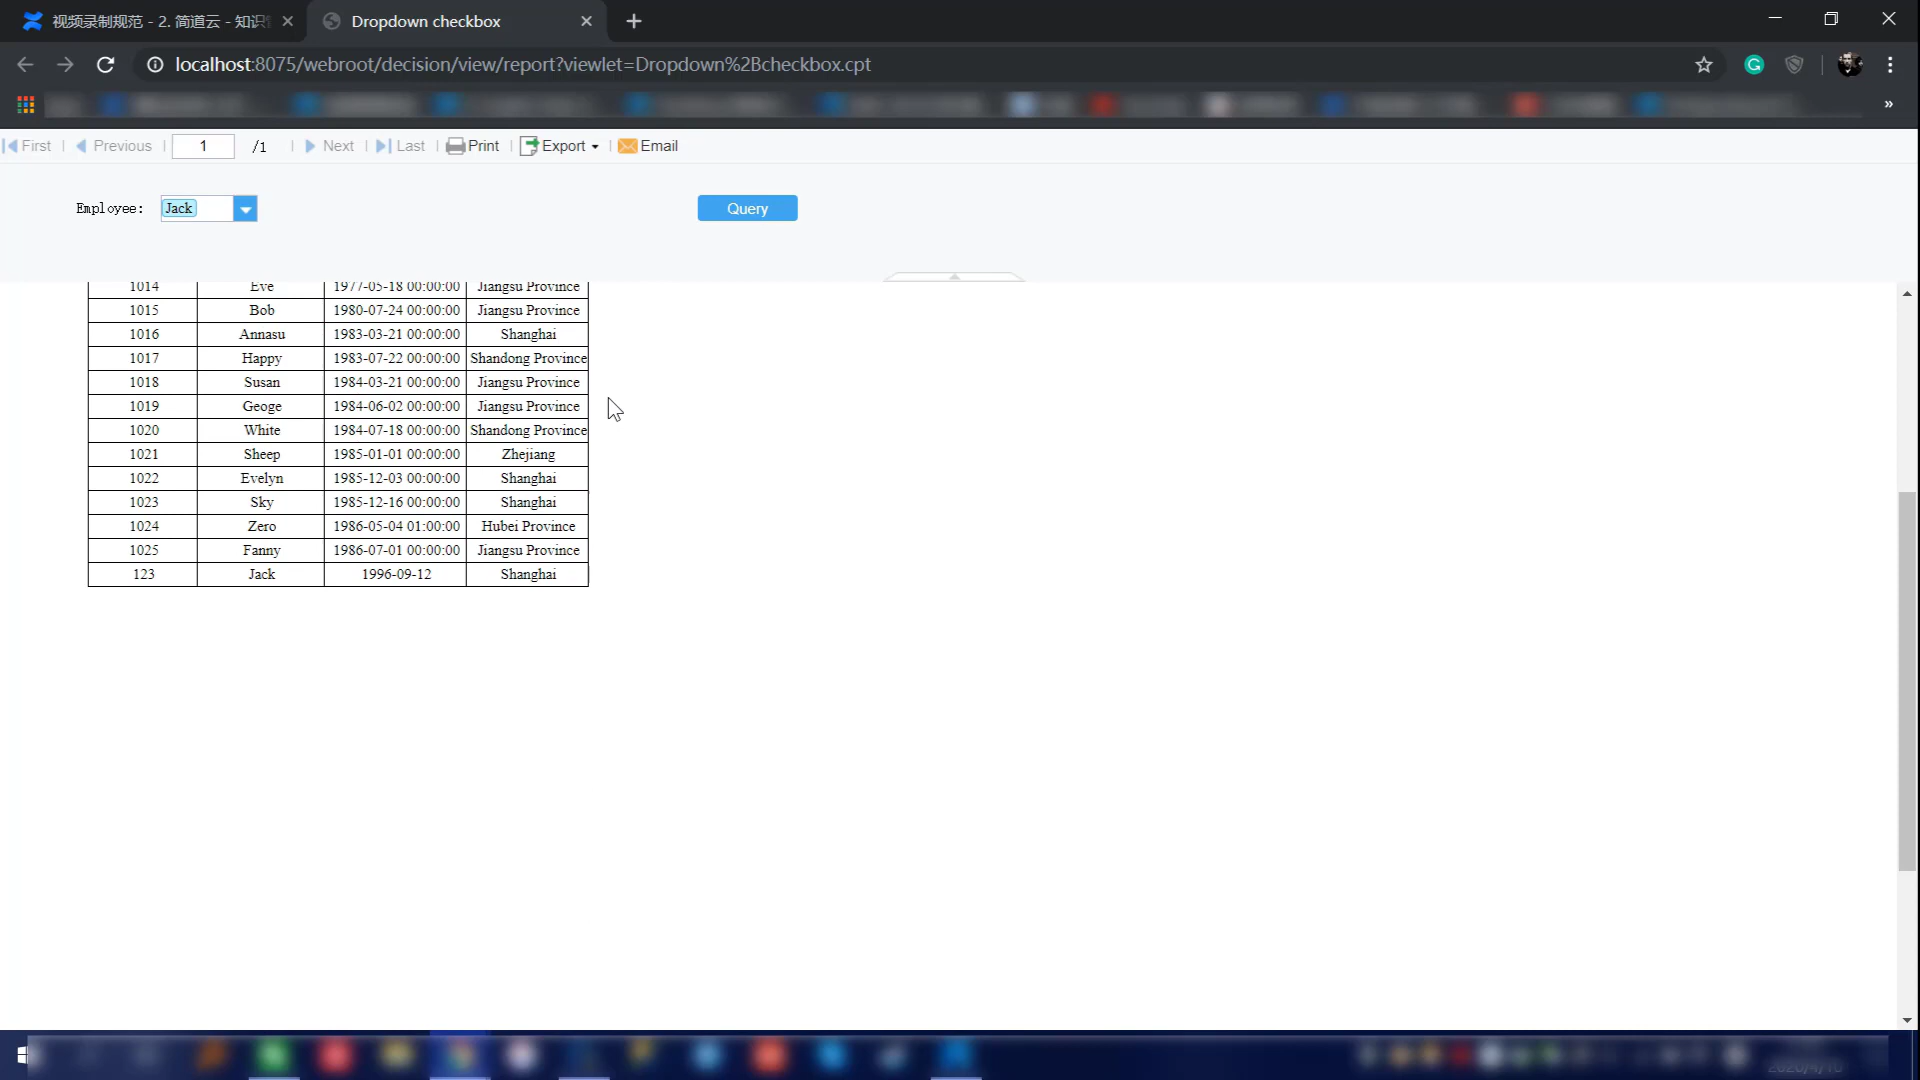 视频录制规范 - 2. 简道云 - 知识
Dropdown checkbox
localhost:8075/webroot/decision/view/report?viewlet=Dropdown%2Bcheckbox.cpt
First Previous 1 /1 Next Last Print Export Email
Employee: Jack Query
1014 Eve 1977-05-18 00:00:00 Jiangsu Province
1015 Bob 1980-07-24 00:00:00 Jiangsu Province
1016 Annasu 1983-03-21 00:00:00 Shanghai
1017 Happy 1983-07-22 00:00:00 Shandong Province
1018 Susan 1984-03-21 00:00:00 Jiangsu Province
1019 Geoge 1984-06-02 00:00:00 Jiangsu Province
1020 White 1984-07-18 00:00:00 Shandong Province
1021 Sheep 1985-01-01 00:00:00 Zhejiang
1022 Evelyn 1985-12-03 00:00:00 Shanghai
1023 Sky 1985-12-16 00:00:00 Shanghai
1024 Zero 1986-05-04 01:00:00 Hubei Province
1025 Fanny 1986-07-01 00:00:00 Jiangsu Province
123 Jack 1996-09-12 Shanghai